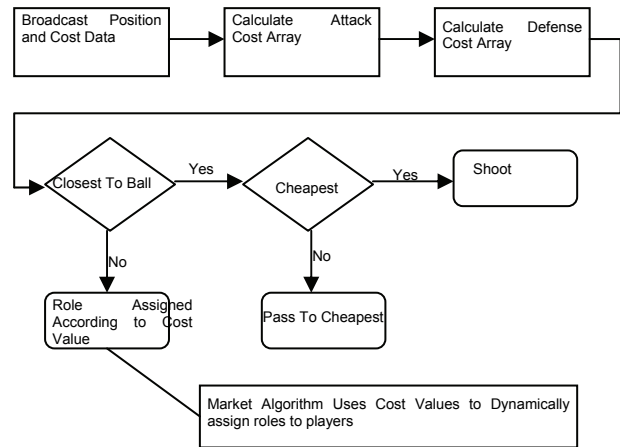 Broadcast Position
and Cost Data
Calculate Attack
Cost Array
Calculate Defense
Cost Array
Closest To Ball
Yes
Cheapest
Yes
Shoot
No
No
Role Assigned
According to Cost
Value
Pass To Cheapest
Market Algorithm Uses Cost Values to Dynamically
assign roles to players